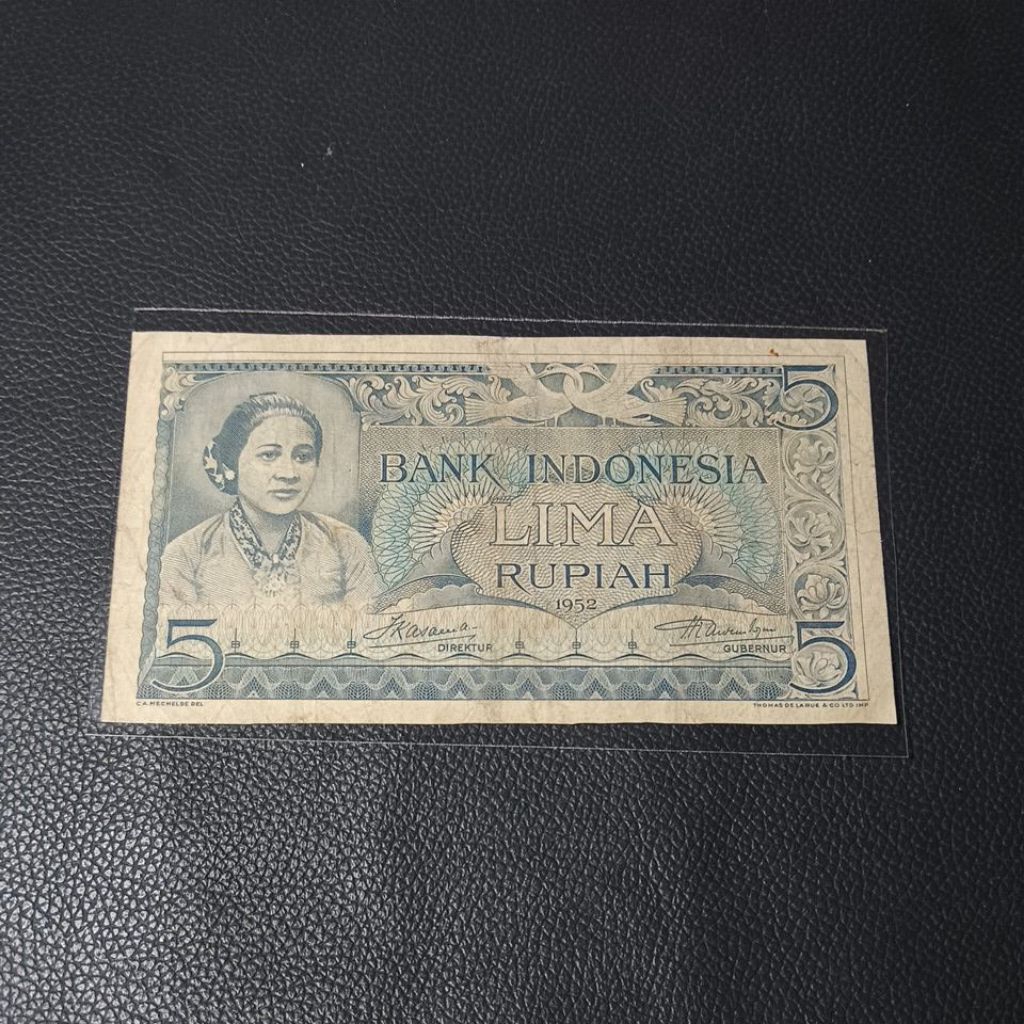 5
BANK INDONESIA
LIMA
RUPIAH
1952
5
DIREKTUR
GUBERNUR
5
C.A. MECHELSE DEL
THOMAS DE LA RUE & CO LTD IMP